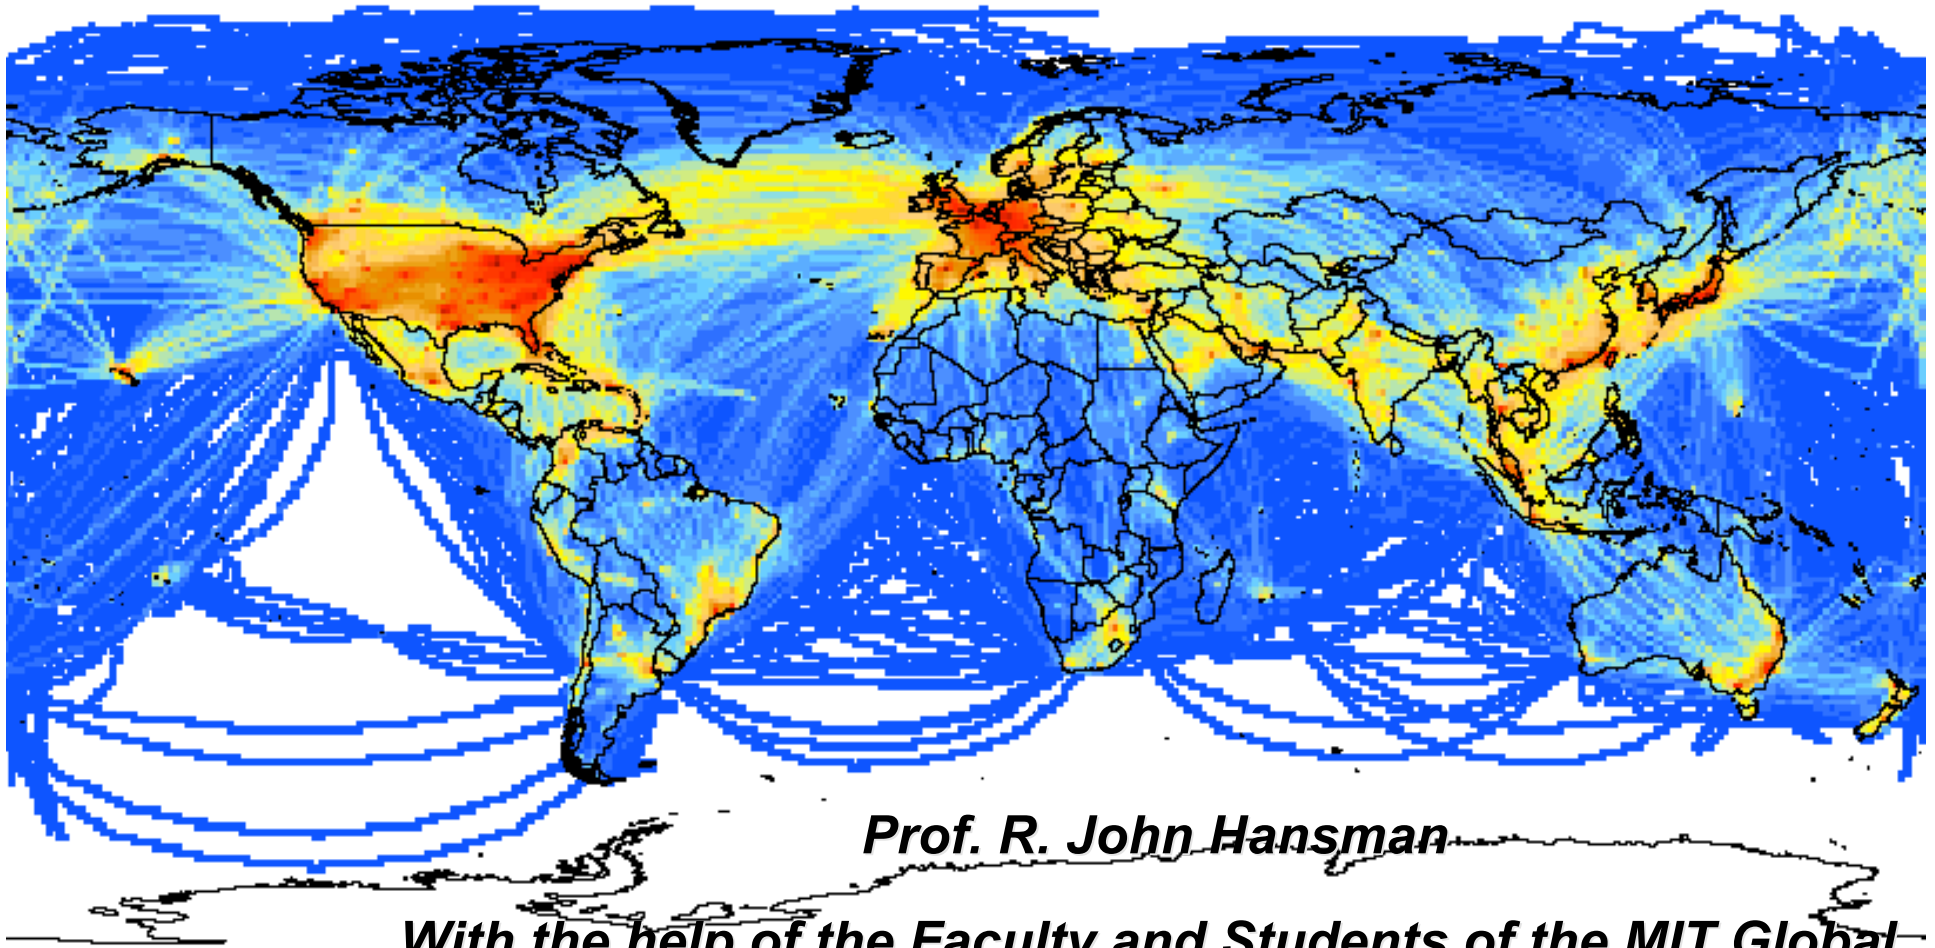 Prof. R. John Hansman
With the help of the Faculty and Students of the MIT Global